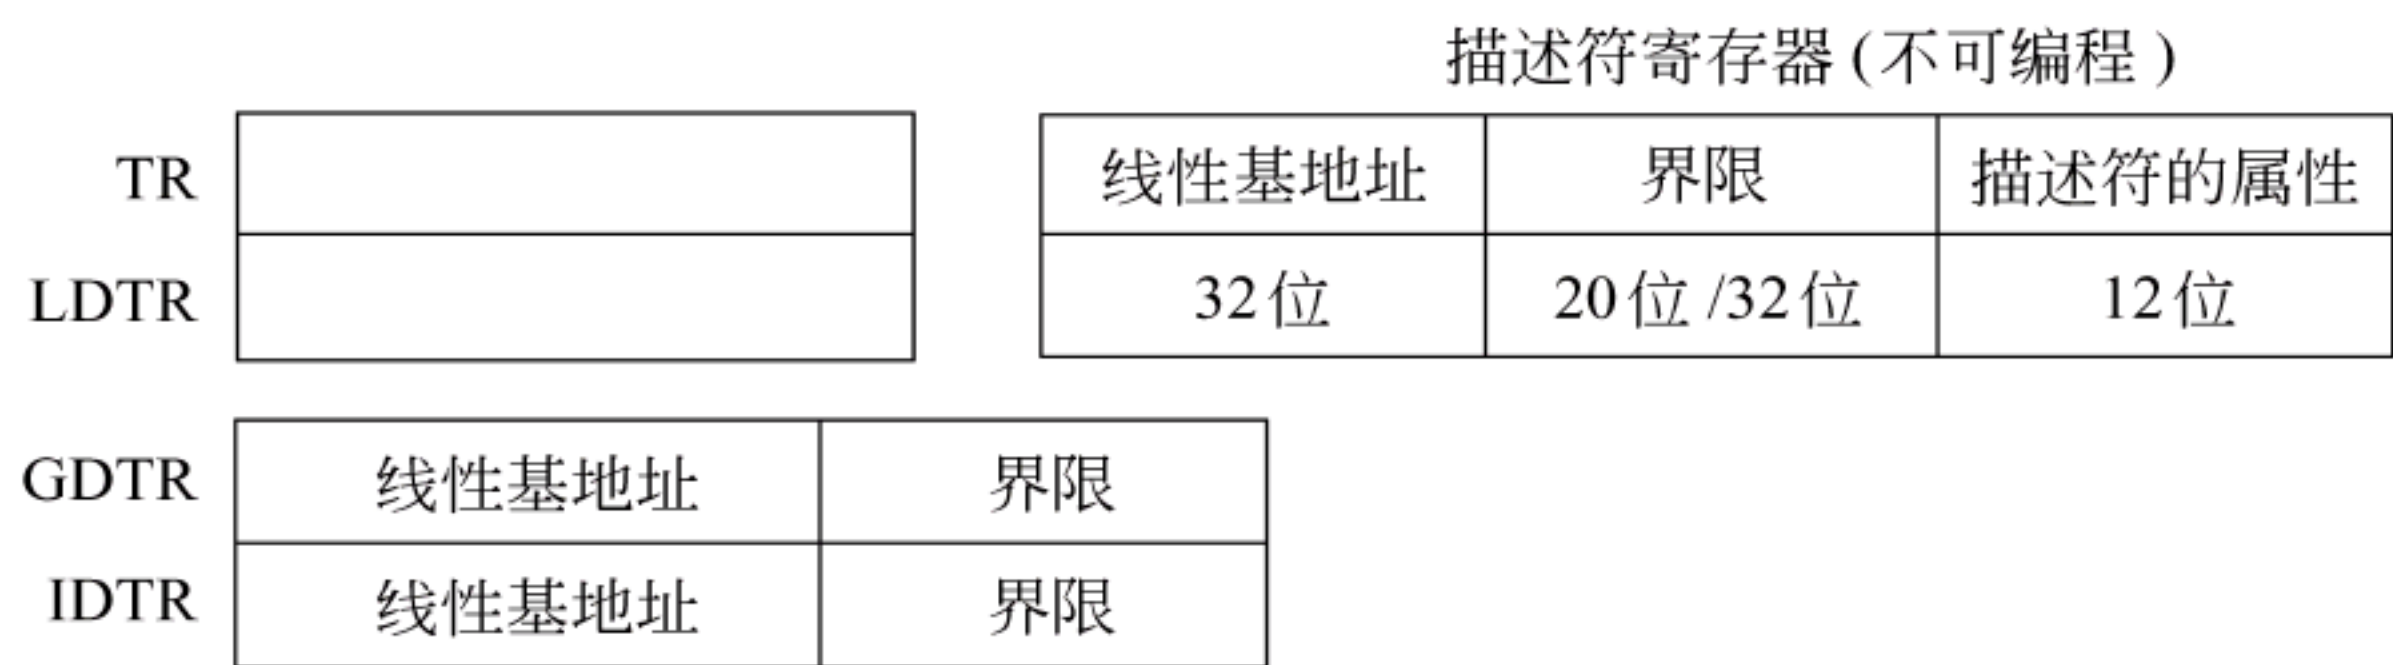 描述符寄存器(不可编程)
TR 线性基地址 界限 描述符的属性
LDTR 32位 20位/32位 12位
GDTR 线性基地址 界限
IDTR 线性基地址 界限